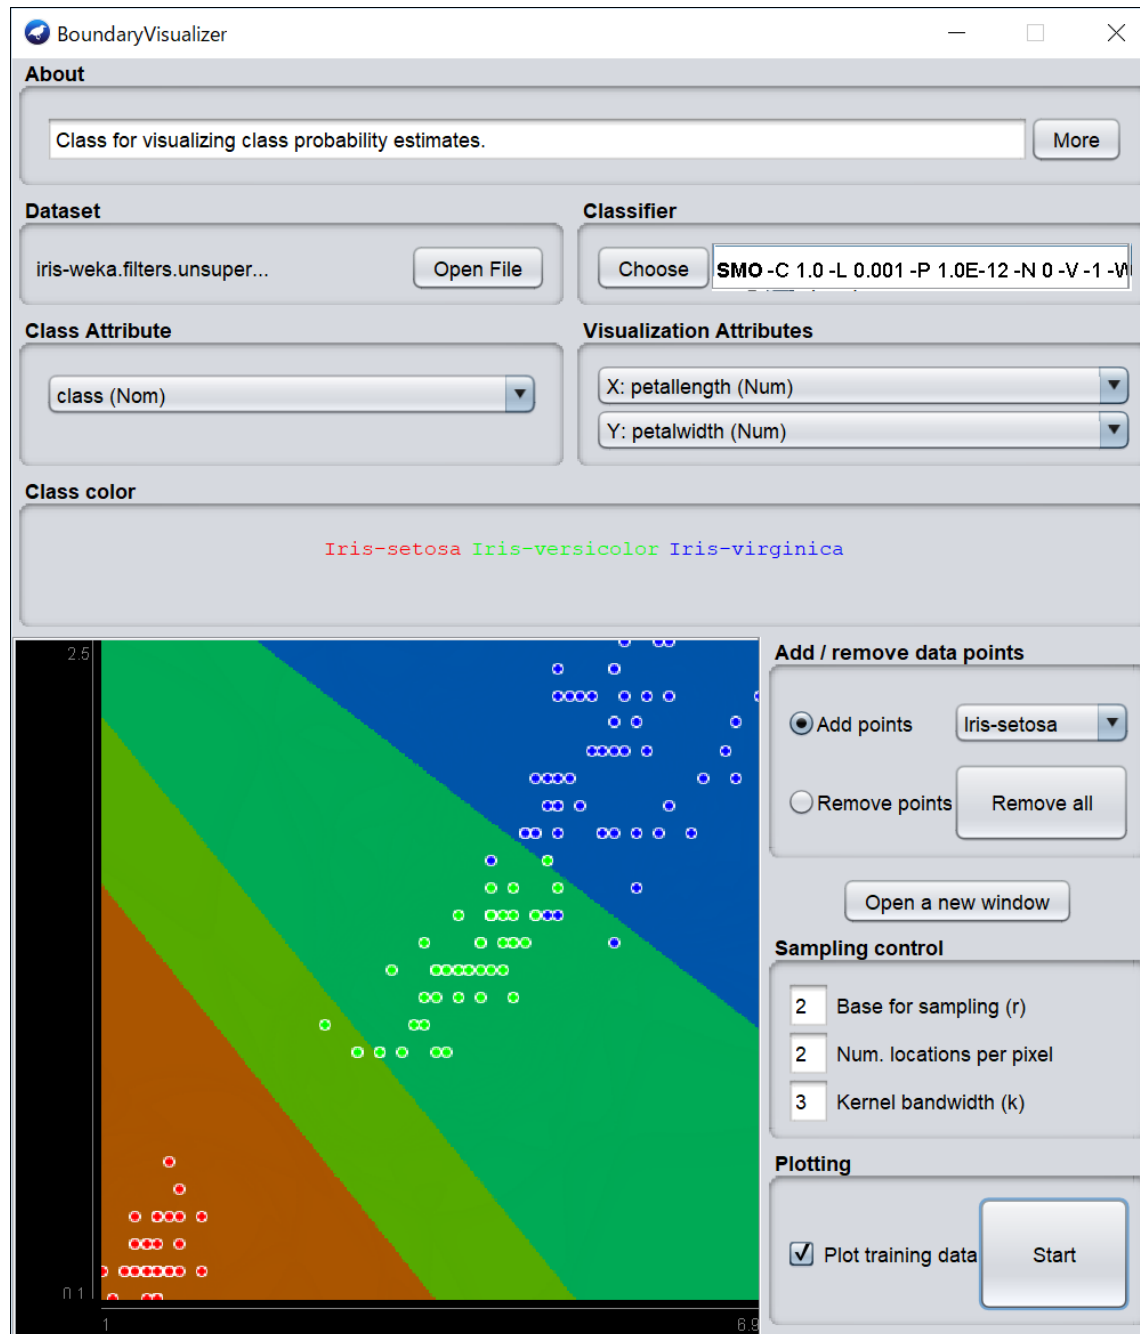 BoundaryVisualizer
About
Class for visualizing class probability estimates.
More
Dataset
iris-weka.filters.unsuper...
Open File
Classifier
Choose
SMO -C 1.0 -L 0.001 -P 1.0E-12 -N 0 -V -1 -W
Class Attribute
class (Nom)
Visualization Attributes
X: petallength (Num)
Y: petalwidth (Num)
Class color
Iris-setosa Iris-versicolor Iris-virginica
2.5
0.1
1
6.9
Add / remove data points
Add points
Iris-setosa
Remove points
Remove all
Open a new window
Sampling control
2 Base for sampling (r)
2 Num. locations per pixel
3 Kernel bandwidth (k)
Plotting
Plot training data
Start